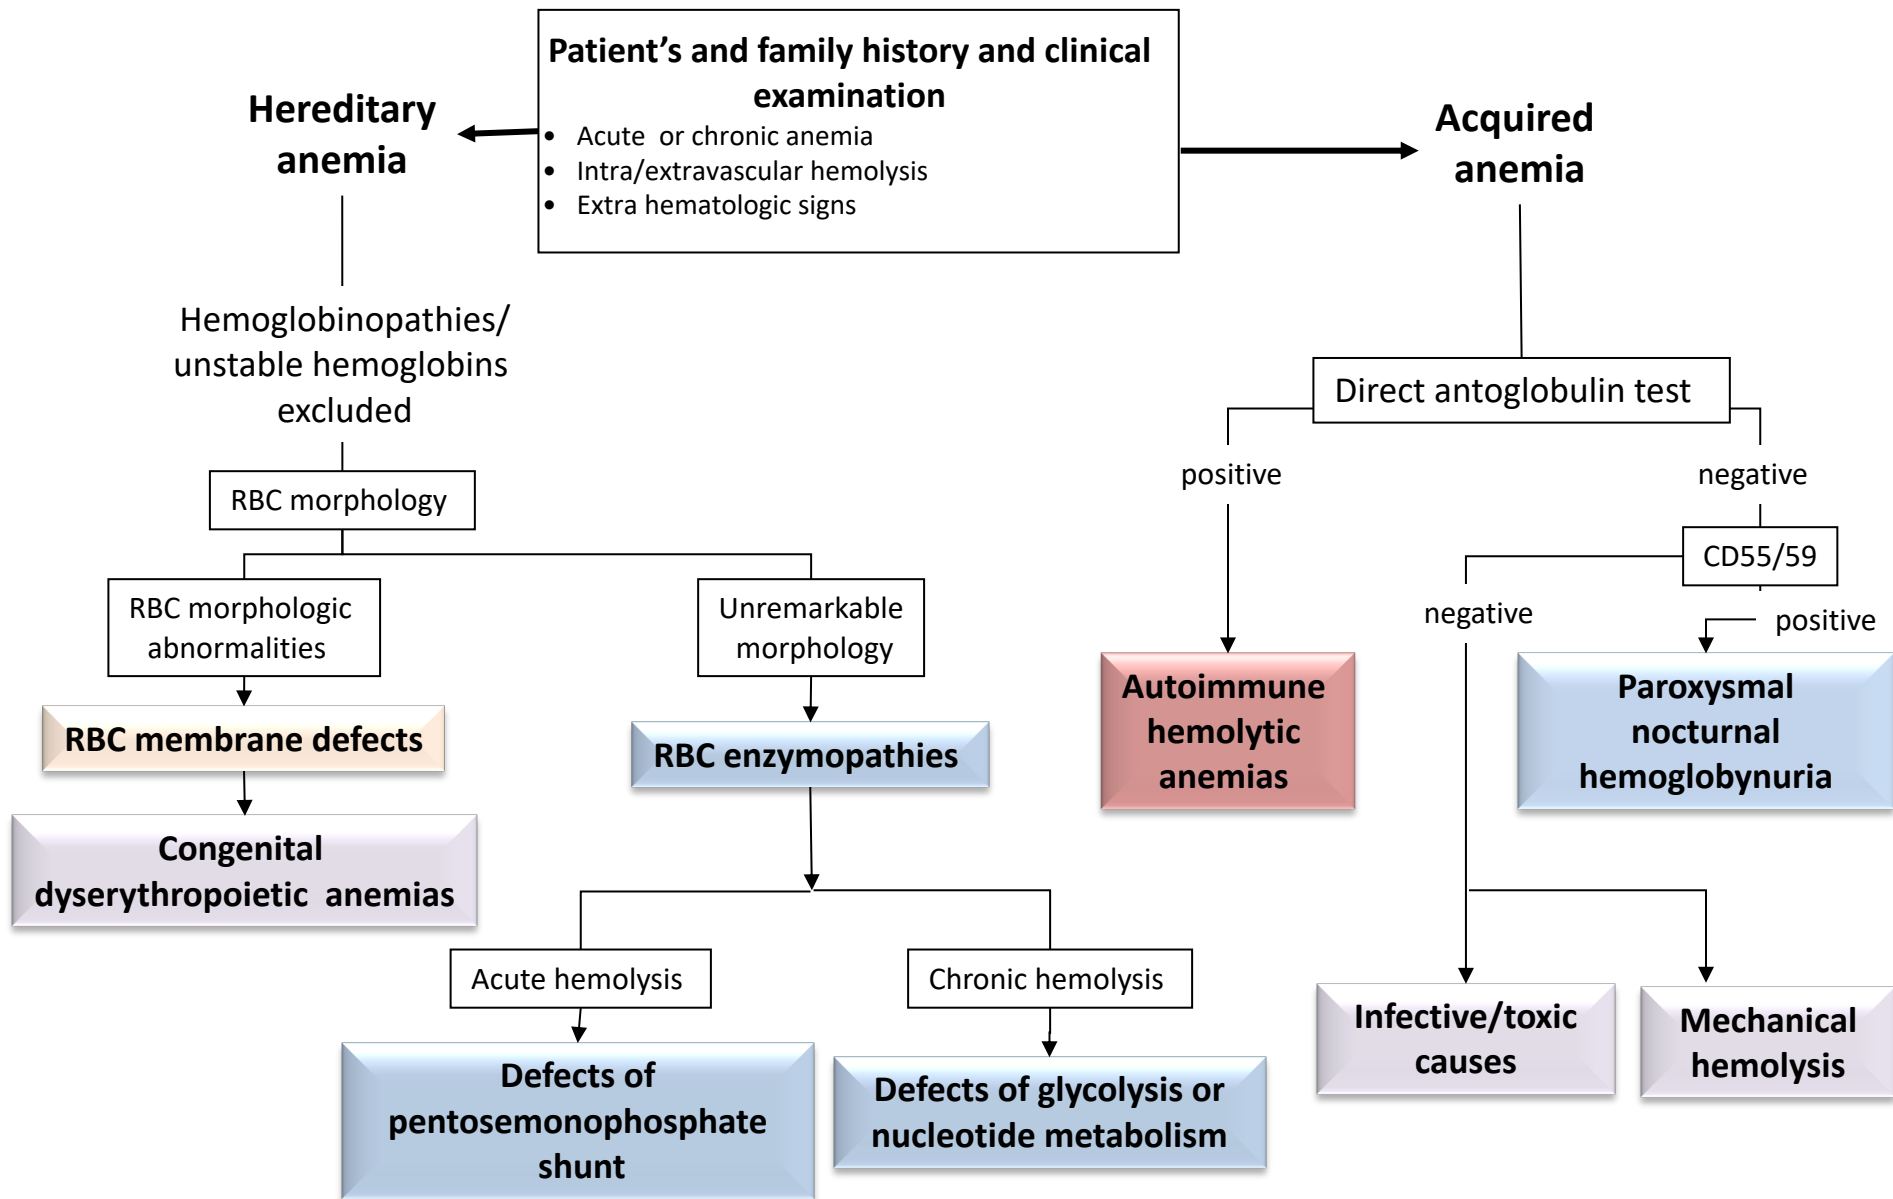 Patient’s and family history and clinical
examination
• Acute or chronic anemia
• Intra/extravascular hemolysis
• Extra hematologic signs
Hereditary
anemia
Acquired
anemia
Hemoglobinopathies/
unstable hemoglobins
excluded
RBC morphology
RBC morphologic
abnormalities
Unremarkable
morphology
RBC membrane defects
Congenital
dyserythropoietic anemias
RBC enzymopathies
Acute hemolysis
Chronic hemolysis
Defects of
pentosemonophosphate
shunt
Defects of glycolysis or
nucleotide metabolism
Direct antoglobulin test
positive
negative
CD55/59
negative
positive
Autoimmune
hemolytic
anemias
Paroxysmal
nocturnal
hemoglobynuria
Infective/toxic
causes
Mechanical
hemolysis